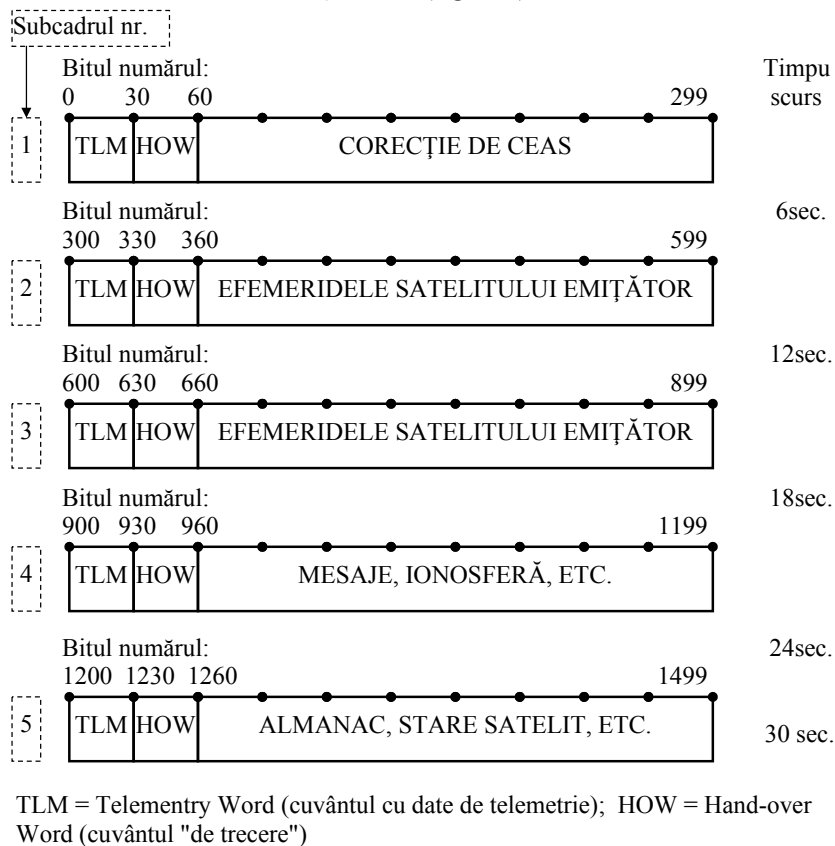 Subcadrul nr.
Bitul numărul: Timpu
0 30 60 299 scurs
1 TLM HOW CORECŢIE DE CEAS
Bitul numărul: 6sec.
300 330 360 599
2 TLM HOW EFEMERIDELE SATELITULUI EMIŢĂTOR
Bitul numărul: 12sec.
600 630 660 899
3 TLM HOW EFEMERIDELE SATELITULUI EMIŢĂTOR
Bitul numărul: 18sec.
900 930 960 1199
4 TLM HOW MESAJE, IONOSFERĂ, ETC.
Bitul numărul: 24sec.
1200 1230 1260 1499
5 TLM HOW ALMANAC, STARE SATELIT, ETC. 30 sec.
TLM = Telementry Word (cuvântul cu date de telemetrie); HOW = Hand-over
Word (cuvântul "de trecere")